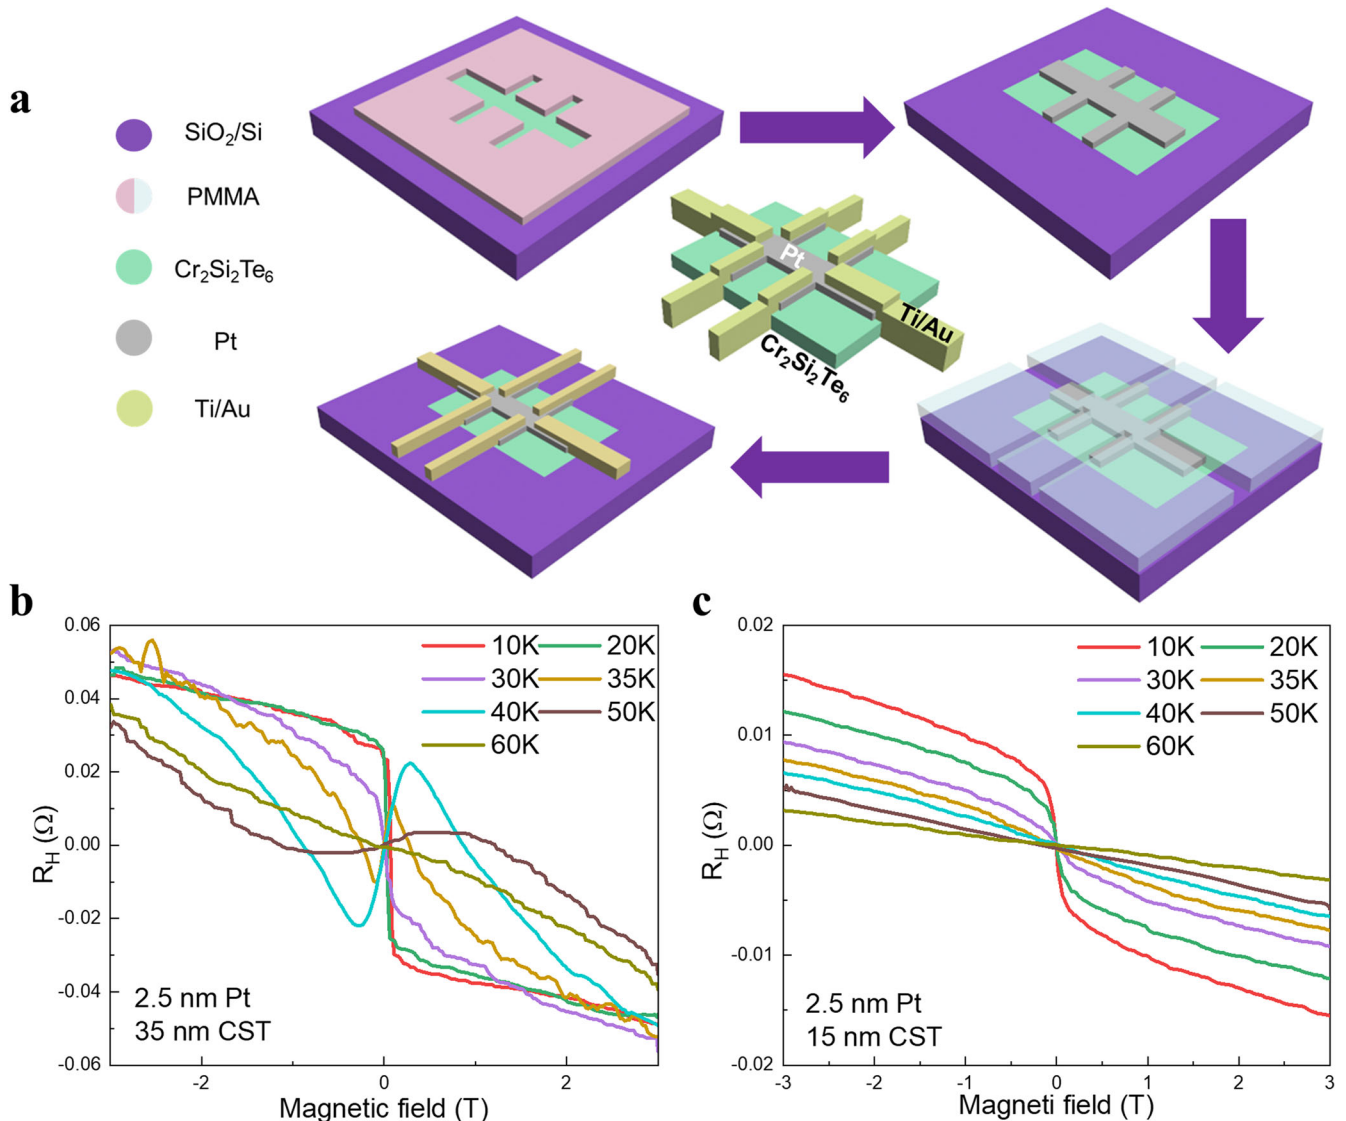 a
SiO2/Si
PMMA
Cr2Si2Te6
Pt
Ti/Au
Pt
Ti/Au
Cr2Si2Te6
b
0.06
0.04
0.02
0.00
-0.02
-0.04
-0.06
RH (Ω)
10K 20K
30K 35K
40K 50K
60K
2.5 nm Pt
35 nm CST
-2 0 2
Magnetic field (T)
c
0.02
0.01
0.00
-0.01
-0.02
RH (Ω)
10K 20K
30K 35K
40K 50K
60K
2.5 nm Pt
15 nm CST
-3 -2 -1 0 1 2 3
Magneti field (T)